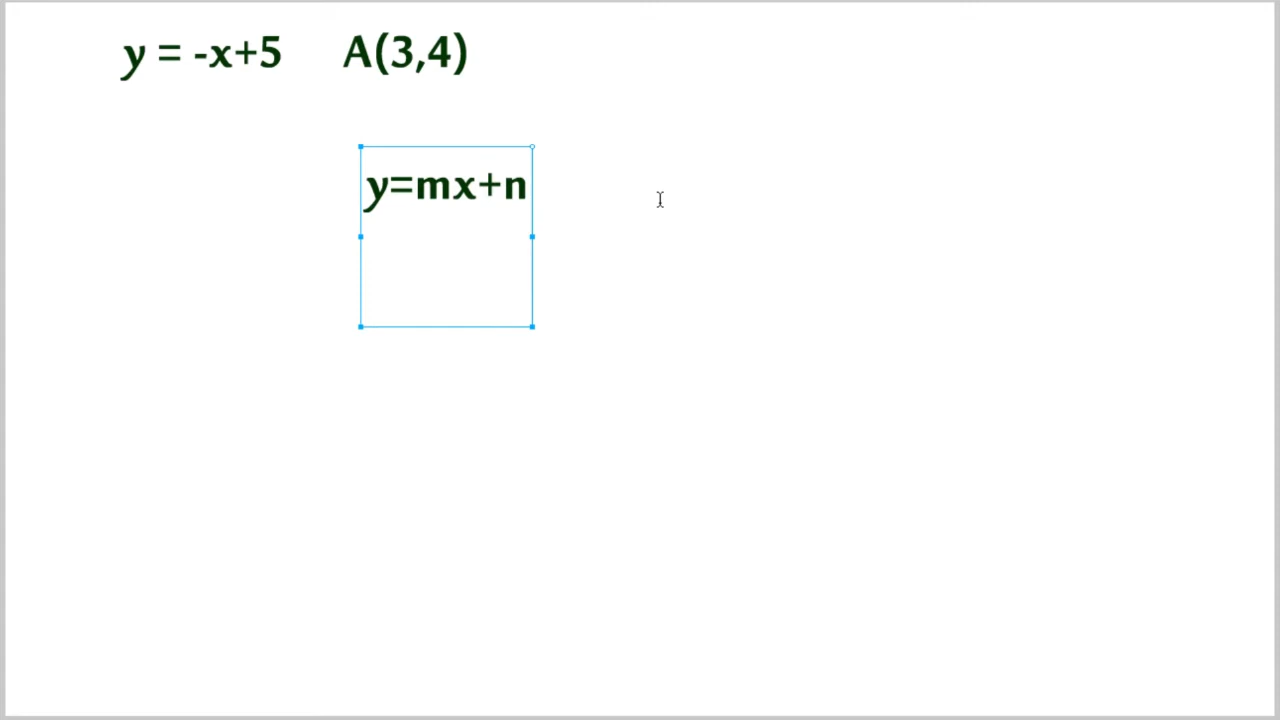 y = -x+5 A(3,4)
y=mx+n